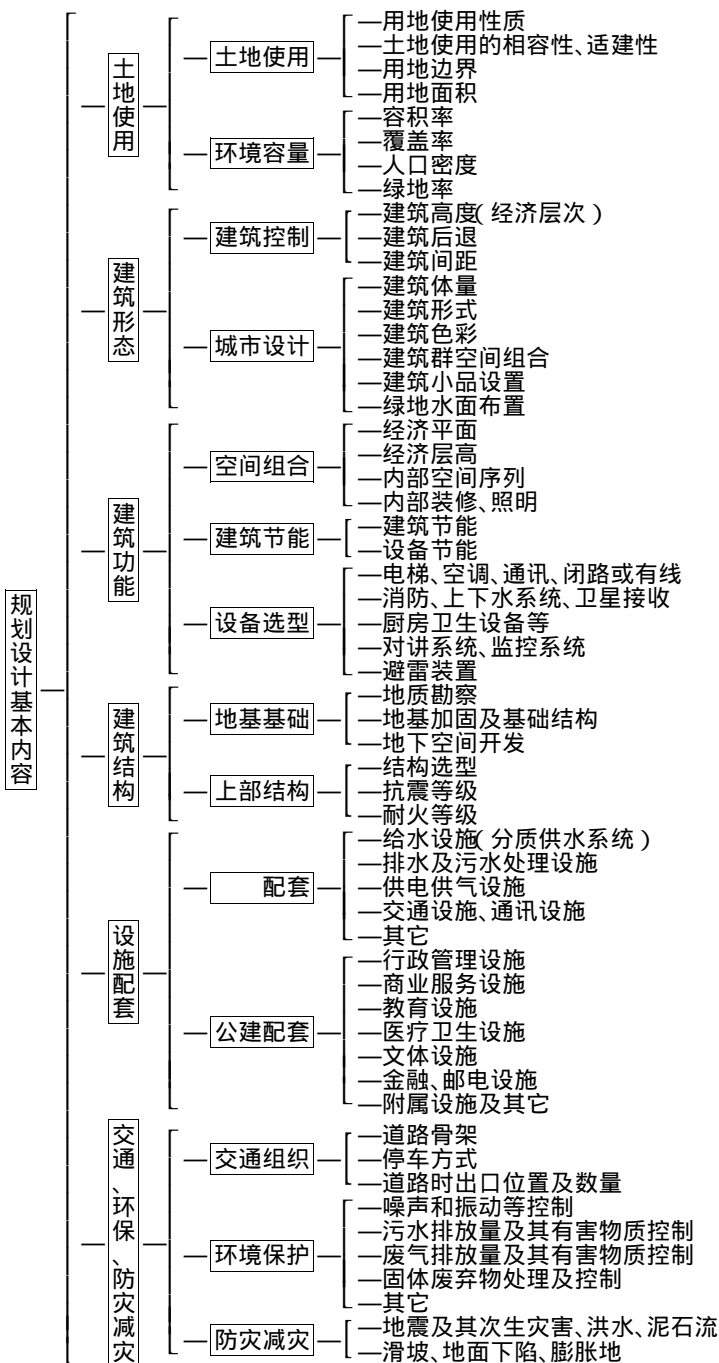 规划设计基本内容
土地使用
土地使用
用地使用性质
土地使用的相容性、适建性
用地边界
用地面积
环境容量
容积率
覆盖率
人口密度
绿地率
建筑形态
建筑控制
建筑高度(经济层次)
建筑后退
建筑间距
城市设计
建筑体量
建筑形式
建筑色彩
建筑群空间组合
建筑小品设置
绿地水面布置
建筑功能
空间组合
经济平面
经济层高
内部空间序列
内部装修、照明
建筑节能
建筑节能
设备节能
设备选型
电梯、空调、通讯、闭路或有线
消防、上下水系统、卫星接收
厨房卫生设备等
对讲系统、监控系统
避雷装置
建筑结构
地基基础
地质勘察
地基加固及基础结构
地下空间开发
上部结构
结构选型
抗震等级
耐火等级
设施配套
配套
给水设施(分质供水系统)
排水及污水处理设施
供电供气设施
交通设施、通讯设施
其它
公建配套
行政管理设施
商业服务设施
教育设施
医疗卫生设施
文体设施
金融、邮电设施
附属设施及其它
交通、环保、防灾减灾
交通组织
道路骨架
停车方式
道路时出口位置及数量
环境保护
噪声和振动等控制
污水排放量及其有害物质控制
废气排放量及其有害物质控制
固体废弃物处理及控制
其它
防灾减灾
地震及其次生灾害、洪水、泥石流
滑坡、地面下陷、膨胀地